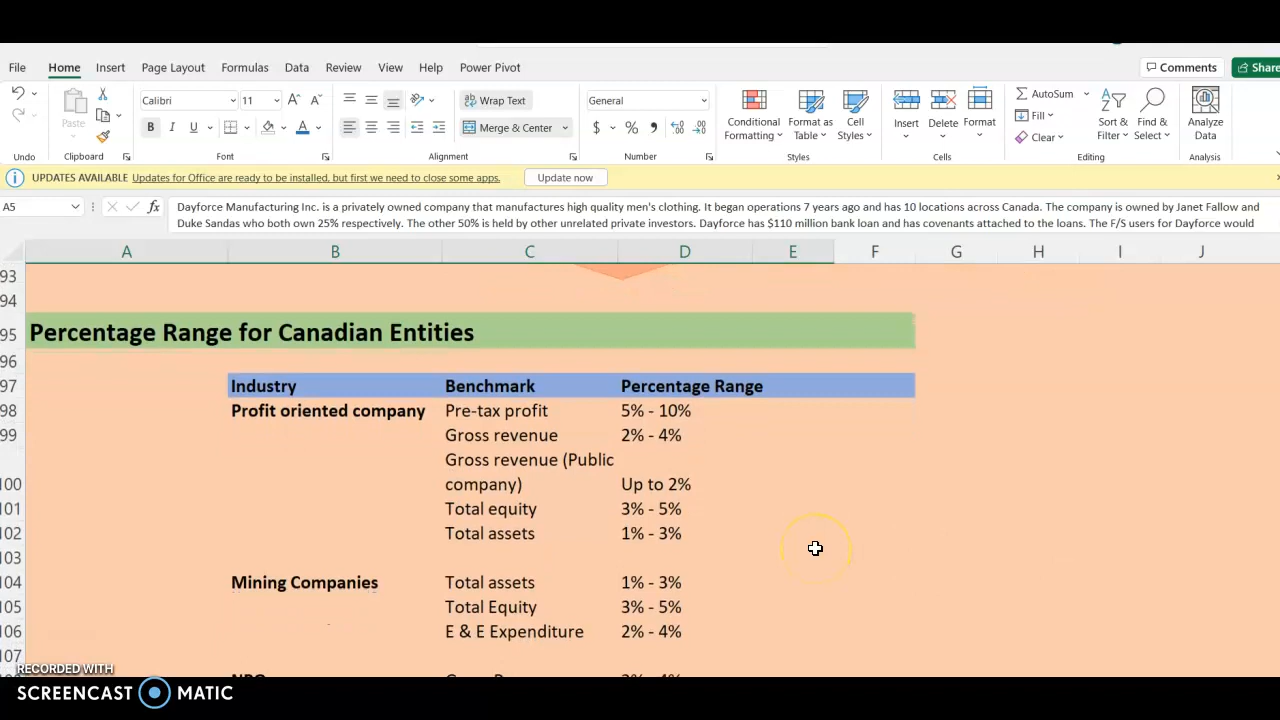 File Home Insert Page Layout Formulas Data Review View Help Power Pivot Comments Share
Calibri 11 Wrap Text General AutoSum
Paste B I U Merge & Center $ % Conditional Formatting Format as Table Cell Styles Insert Delete Format Fill Clear Sort & Filter Find & Select Analyze Data
Undo Clipboard Font Alignment Number Styles Cells Editing Analysis
UPDATES AVAILABLE Updates for Office are ready to be installed, but first we need to close some apps. Update now
A5 fx Dayforce Manufacturing Inc. is a privately owned company that manufactures high quality men's clothing. It began operations 7 years ago and has 10 locations across Canada. The company is owned by Janet Fallow and
Duke Sandas who both own 25% respectively. The other 50% is held by other unrelated private investors. Dayforce has $110 million bank loan and has covenants attached to the loans. The F/S users for Dayforce would
A B C D E F G H I J
93
94
95 Percentage Range for Canadian Entities
96
97 Industry Benchmark Percentage Range
98 Profit oriented company Pre-tax profit 5% - 10%
99 Gross revenue 2% - 4%
Gross revenue (Public
100 company) Up to 2%
101 Total equity 3% - 5%
102 Total assets 1% - 3%
103
104 Mining Companies Total assets 1% - 3%
105 Total Equity 3% - 5%
106 E & E Expenditure 2% - 4%
107
RECORDED WITH
SCREENCAST MATIC